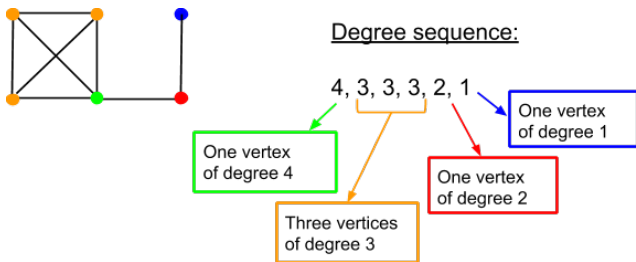 Degree sequence:
4, 3, 3, 3, 2, 1
One vertex
of degree 1
One vertex
of degree 4
One vertex
of degree 2
Three vertices
of degree 3